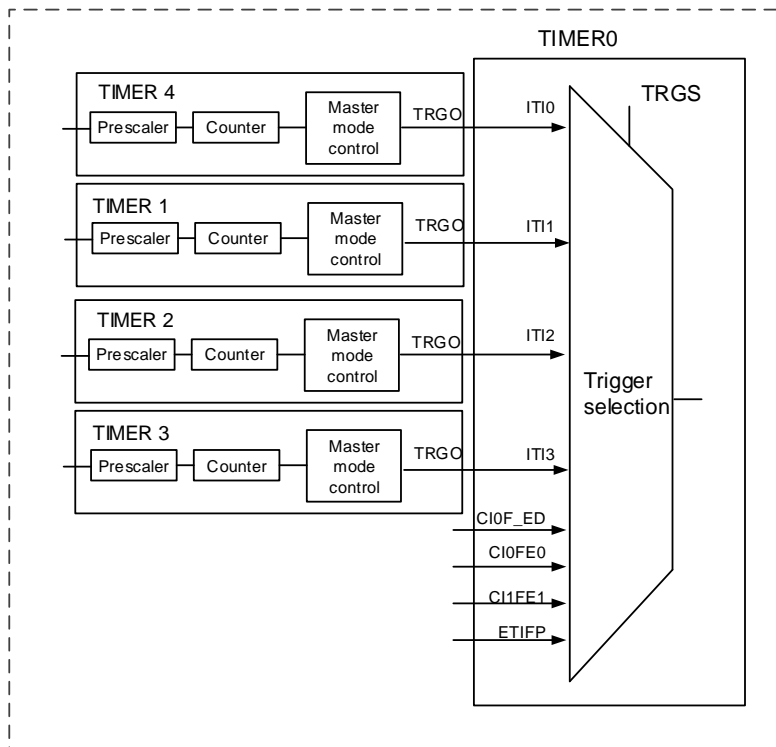 TIMER0
TIMER 4
Prescaler
Counter
Master
mode
control
TRGO
ITI0
TRGS
TIMER 1
Prescaler
Counter
Master
mode
control
TRGO
ITI1
TIMER 2
Prescaler
Counter
Master
mode
control
TRGO
ITI2
Trigger
selection
TIMER 3
Prescaler
Counter
Master
mode
control
TRGO
ITI3
CI0F_ED
CI0FE0
CI1FE1
ETIFP